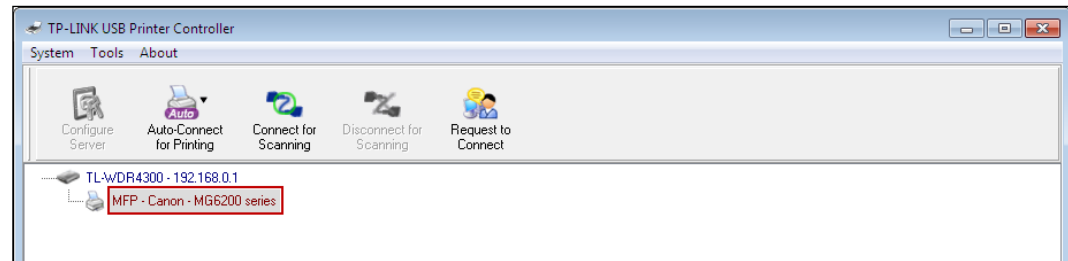 TP-LINK USB Printer Controller
System Tools About
Auto
Configure Server
Auto-Connect for Printing
Connect for Scanning
Disconnect for Scanning
Request to Connect
TL-WDR4300 - 192.168.0.1
MFP - Canon - MG6200 series